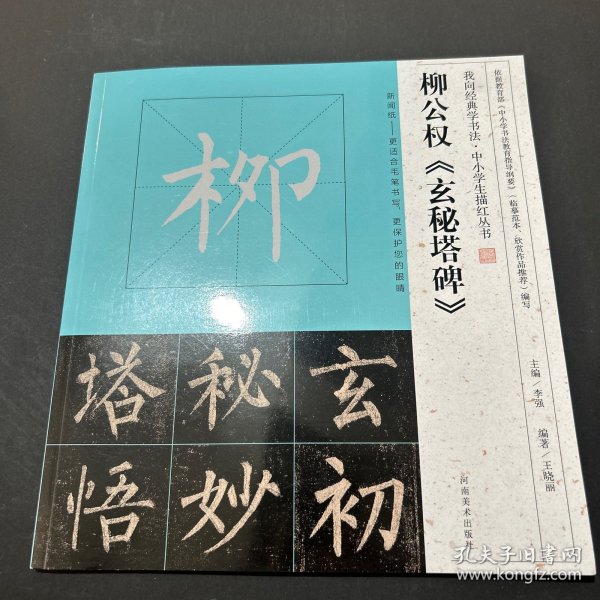 依据教育部《中小学书法教育指导纲要》(临摹范本、欣赏作品推荐)编写
我向经典学书法·中小学生描红丛书
柳公权《玄秘塔碑》
主编/李强
编著/王晓丽
河南美术出版社
新闻纸——更适合毛笔书写，更保护您的眼睛
柳
玄秘塔
初妙悟
孔夫子旧书网
kongfz.com